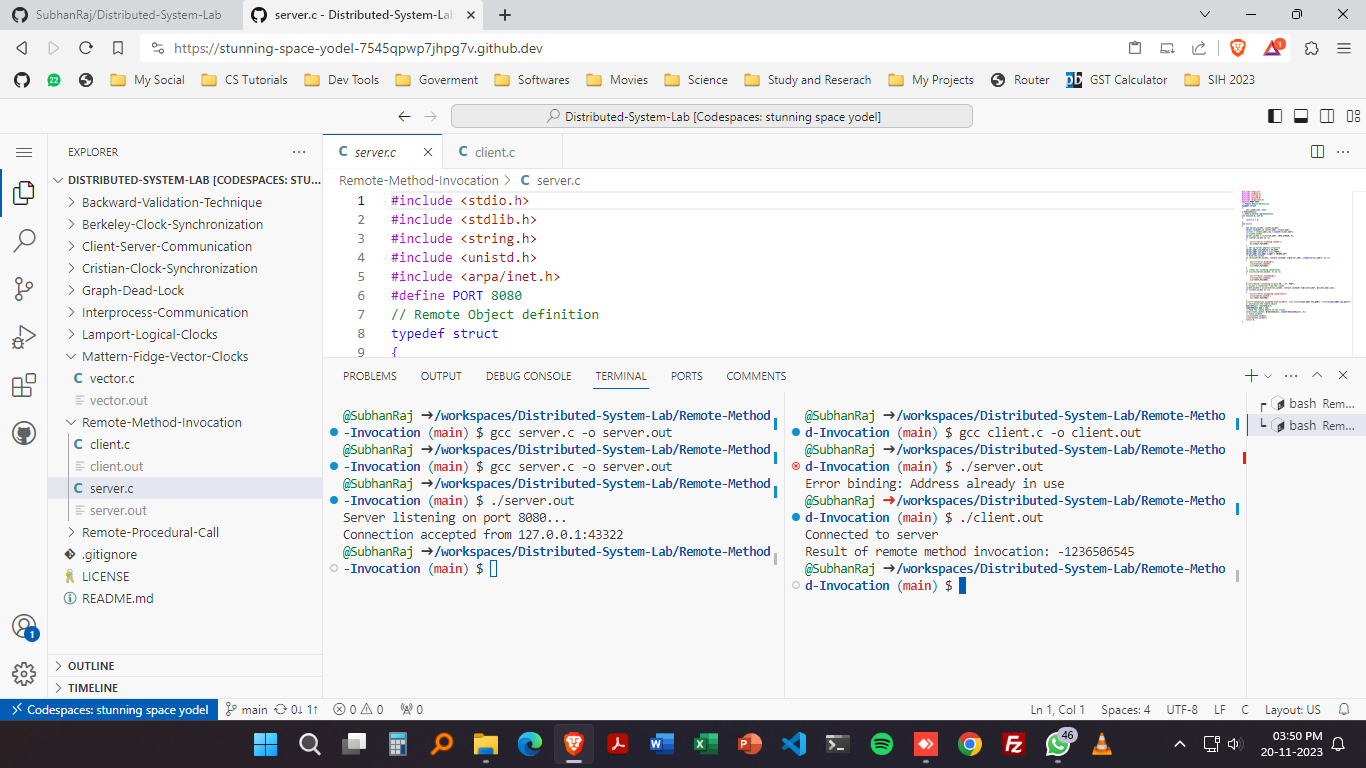 SubhanRaj/Distributed-System-Lab
server.c - Distributed-System-Lab
https://stunning-space-yodel-7545qpwp7jhpg7v.github.dev
1
22
My Social
CS Tutorials
Dev Tools
Goverment
Softwares
Movies
Science
Study and Reserach
My Projects
Router
GST Calculator
SIH 2023
Distributed-System-Lab [Codespaces: stunning space yodel]
EXPLORER
DISTRIBUTED-SYSTEM-LAB [CODESPACES: STU...
Backward-Validation-Technique
Berkeley-Clock-Synchronization
Client-Server-Communication
Cristian-Clock-Synchronization
Graph-Dead-Lock
Interprocess-Communication
Lamport-Logical-Clocks
Mattern-Fidge-Vector-Clocks
C vector.c
vector.out
Remote-Method-Invocation
C client.c
client.out
C server.c
server.out
Remote-Procedural-Call
.gitignore
LICENSE
README.md
OUTLINE
TIMELINE
1
C server.c
C client.c
Remote-Method-Invocation > C server.c
1 #include <stdio.h>
2 #include <stdlib.h>
3 #include <string.h>
4 #include <unistd.h>
5 #include <arpa/inet.h>
6 #define PORT 8080
7 // Remote Object definition
8 typedef struct
9 {
PROBLEMS
OUTPUT
DEBUG CONSOLE
TERMINAL
PORTS
COMMENTS
@SubhanRaj ➜/workspaces/Distributed-System-Lab/Remote-Method
-Invocation (main) $ gcc server.c -o server.out
@SubhanRaj ➜/workspaces/Distributed-System-Lab/Remote-Method
-Invocation (main) $ gcc server.c -o server.out
@SubhanRaj ➜/workspaces/Distributed-System-Lab/Remote-Method
-Invocation (main) $ ./server.out
Server listening on port 8080...
Connection accepted from 127.0.0.1:43322
@SubhanRaj ➜/workspaces/Distributed-System-Lab/Remote-Method
-Invocation (main) $
@SubhanRaj ➜/workspaces/Distributed-System-Lab/Remote-Metho
d-Invocation (main) $ gcc client.c -o client.out
@SubhanRaj ➜/workspaces/Distributed-System-Lab/Remote-Metho
d-Invocation (main) $ ./server.out
Error binding: Address already in use
@SubhanRaj ➜/workspaces/Distributed-System-Lab/Remote-Metho
d-Invocation (main) $ ./client.out
Connected to server
Result of remote method invocation: -1236506545
@SubhanRaj ➜/workspaces/Distributed-System-Lab/Remote-Metho
d-Invocation (main) $
bash Rem...
bash Rem...
Codespaces: stunning space yodel
main
0↓ 1↑
0
0
0
Ln 1, Col 1
Spaces: 4
UTF-8
LF
C
Layout: US
46
03:50 PM
20-11-2023